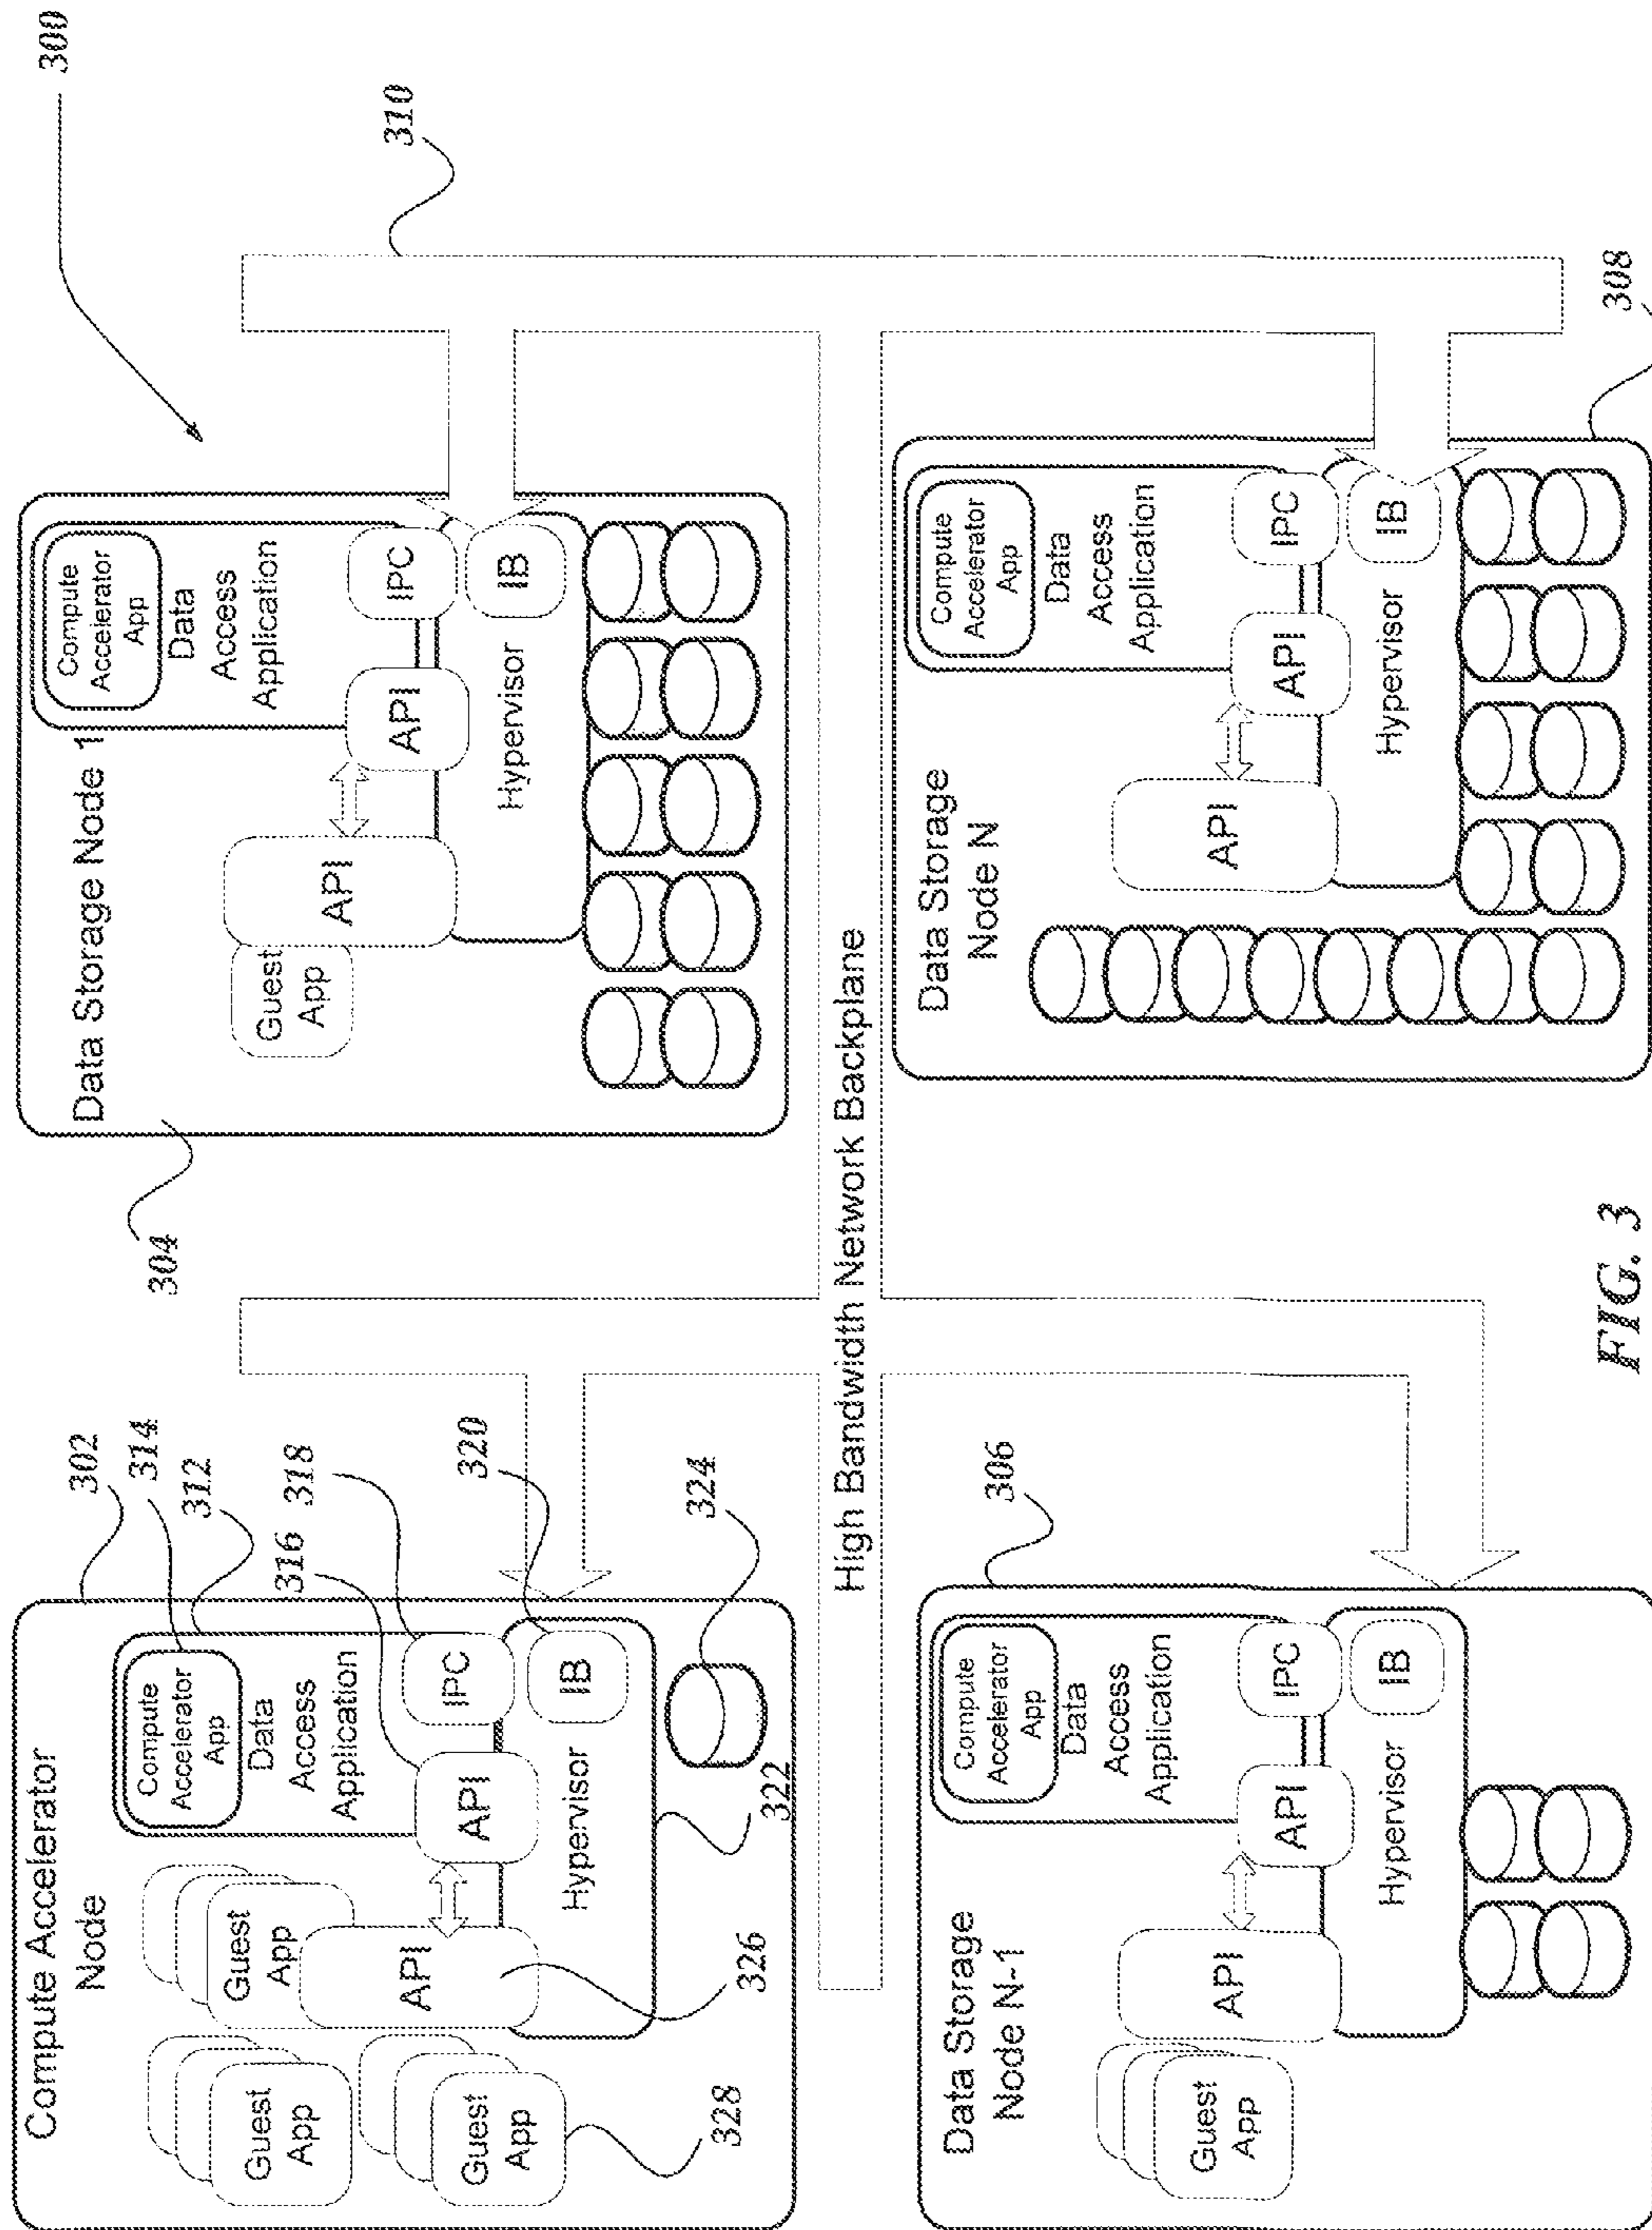 300
310
Compute Accelerator
Node
302
314
312
316
318
320
324
322
326
328
Compute
Accelerator
App
Data
Access
Application
IPC
API
IB
Hypervisor
API
Guest
App
Guest
App
Guest
App
304
Data Storage Node 1
Compute
Accelerator
App
Data
Access
Application
IPC
API
IB
Hypervisor
API
Guest
App
High Bandwidth Network Backplane
306
Data Storage
Node N-1
Compute
Accelerator
App
Data
Access
Application
IPC
API
IB
Hypervisor
API
Guest
App
308
Data Storage
Node N
Compute
Accelerator
App
Data
Access
Application
IPC
API
IB
Hypervisor
API
FIG. 3